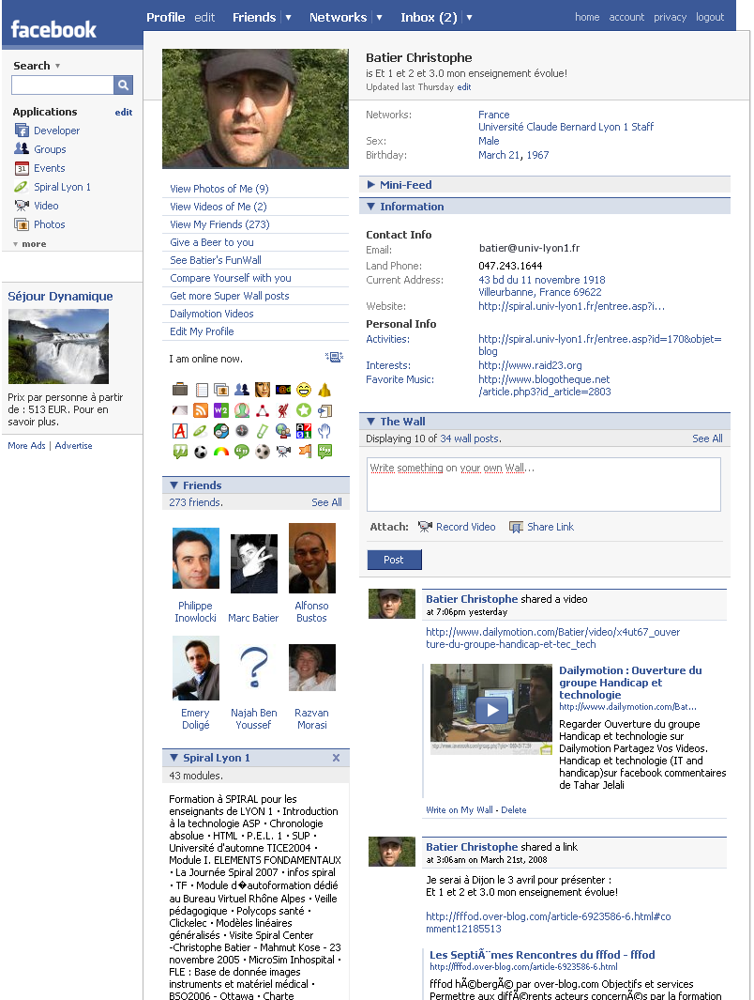 facebook
Profile edit Friends Networks Inbox (2) home account privacy logout
Search
Applications edit
Developer
Groups
31 Events
Spiral Lyon 1
Video
Photos
more
Séjour Dynamique
Prix par personne à partir
de : 513 EUR. Pour en
savoir plus.
More Ads | Advertise
Batier Christophe
is Et 1 et 2 et 3.0 mon enseignement évolue!
Updated last Thursday edit
Networks: France
Université Claude Bernard Lyon 1 Staff
Sex: Male
Birthday: March 21, 1967
View Photos of Me (9)
View Videos of Me (2)
View My Friends (273)
Give a Beer to you
See Batier's FunWall
Compare Yourself with you
Get more Super Wall posts
Dailymotion Videos
Edit My Profile
I am online now.
Friends
273 friends. See All
Philippe
Inowlocki
Marc Batier
Alfonso
Bustos
Emery
Doligé
Najah Ben
Youssef
Razvan
Morasi
Spiral Lyon 1
43 modules.
Formation à SPIRAL pour les
enseignants de LYON 1 • Introduction
à la technologie ASP • Chronologie
absolue • HTML • P.E.L. 1 • SUP •
Université d'automne TICE2004 •
Module I. ELEMENTS FONDAMENTAUX
• La Journée Spiral 2007 • infos spiral
• TF • Module d�autoformation dédié
au Bureau Virtuel Rhône Alpes • Veille
pédagogique • Polycops santé •
Clickelec • Modèles linéaires
généralisés • Visite Spiral Center
-Christophe Batier - Mahmut Kose - 23
novembre 2005 • MicroSim Inhospital •
FLE : Base de donnée images
instruments et matériel médical •
BSO2006 - Ottawa • Charte
Mini-Feed
Information
Contact Info
Email: batier@univ-lyon1.fr
Land Phone: 047.243.1644
Current Address: 43 bd du 11 novembre 1918
Villeurbanne, France 69622
Website: http://spiral.univ-lyon1.fr/entree.asp?i...
Personal Info
Activities: http://spiral.univ-lyon1.fr/entree.asp?id=170&objet=
blog
Interests: http://www.raid23.org
Favorite Music: http://www.blogotheque.net
/article.php3?id_article=2803
The Wall
Displaying 10 of 34 wall posts. See All
Write something on your own Wall...
Attach: Record Video Share Link
Post
Batier Christophe shared a video
at 7:06pm yesterday
http://www.dailymotion.com/Batier/video/x4ut67_ouver
ture-du-groupe-handicap-et-tec_tech
Dailymotion : Ouverture du
groupe Handicap et
technologie
http://www.dailymotion.com/Bat...
Regarder Ouverture du groupe
Handicap et technologie sur
Dailymotion Partagez Vos Videos.
Handicap et technologie (IT and
handicap)sur facebook commentaires
de Tahar Jelali
Write on My Wall - Delete
Batier Christophe shared a link
at 3:06am on March 21st, 2008
Je serai à Dijon le 3 avril pour présenter :
Et 1 et 2 et 3.0 mon enseignement évolue!
http://fffod.over-blog.com/article-6923586-6.html#co
mment12185513
Les SeptiÃ¨mes Rencontres du fffod - fffod
http://fffod.over-blog.com/article-6923586-6.html
fffod hÃ©bergÃ© par over-blog.com Objectifs et services
Permettre aux diffÃ©rents acteurs concernÃ©s par la formation